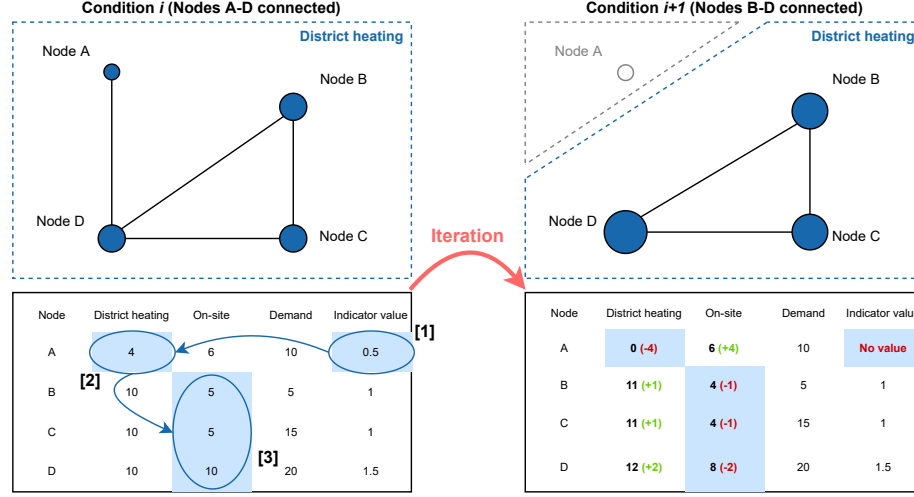 Condition i (Nodes A-D connected)
District heating
Node A
Node B
Node D
Node C
Iteration
Condition i+1 (Nodes B-D connected)
District heating
Node A
Node B
Node D
Node C
Node District heating On-site Demand Indicator value
A 4 6 10 0.5
B 10 5 5 1
C 10 5 15 1
D 10 10 20 1.5
[1]
[2]
[3]
Node District heating On-site Demand Indicator valu
A 0 (-4) 6 (+4) 10 No value
B 11 (+1) 4 (-1) 5 1
C 11 (+1) 4 (-1) 15 1
D 12 (+2) 8 (-2) 20 1.5